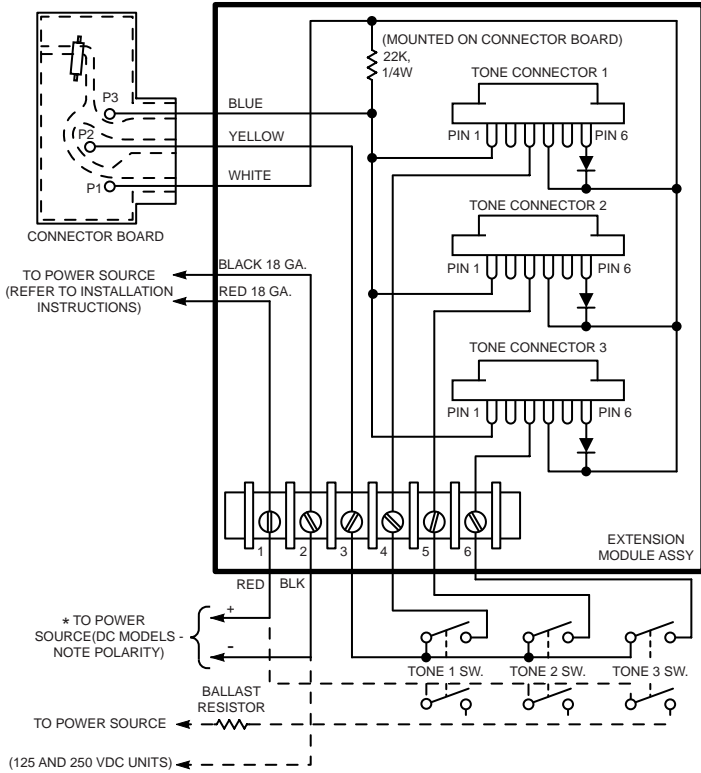 (MOUNTED ON CONNECTOR BOARD)
22K,
1/4W
TONE CONNECTOR 1
P3
BLUE
PIN 1
PIN 6
P2
YELLOW
P1
WHITE
CONNECTOR BOARD
TONE CONNECTOR 2
BLACK 18 GA.
TO POWER SOURCE
(REFER TO INSTALLATION
INSTRUCTIONS)
RED 18 GA.
PIN 1
PIN 6
TONE CONNECTOR 3
PIN 1
PIN 6
EXTENSION
MODULE ASSY
1 2 3 4 5 6
RED BLK
+
* TO POWER
SOURCE(DC MODELS -
NOTE POLARITY)
-
TONE 1 SW. TONE 2 SW. TONE 3 SW.
BALLAST
RESISTOR
TO POWER SOURCE
(125 AND 250 VDC UNITS)